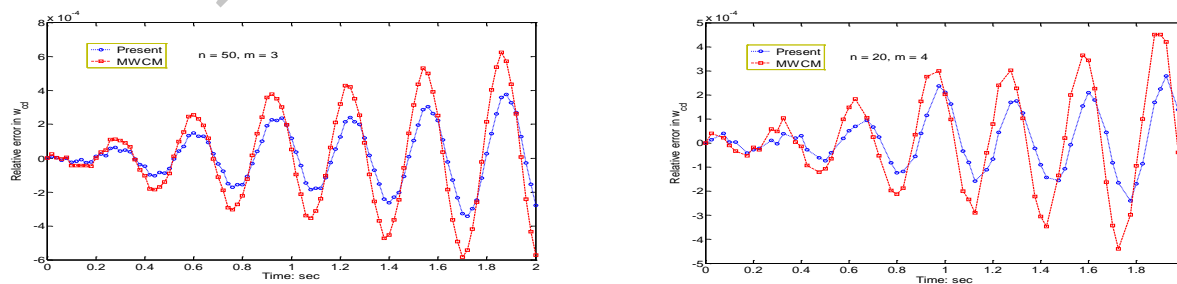 8 x 10-4
6
4
2
0
-2
-4
-6
0 0.2 0.4 0.6 0.8 1 1.2 1.4 1.6 1.8 2
Time: sec
Relative error in wcd
Present
MWCM
n = 50, m = 3
5 x 10-4
4
3
2
1
0
-1
-2
-3
-4
-5
0 0.2 0.4 0.6 0.8 1 1.2 1.4 1.6 1.8
Time: sec
Relative error in wcd
Present
MWCM
n = 20, m = 4